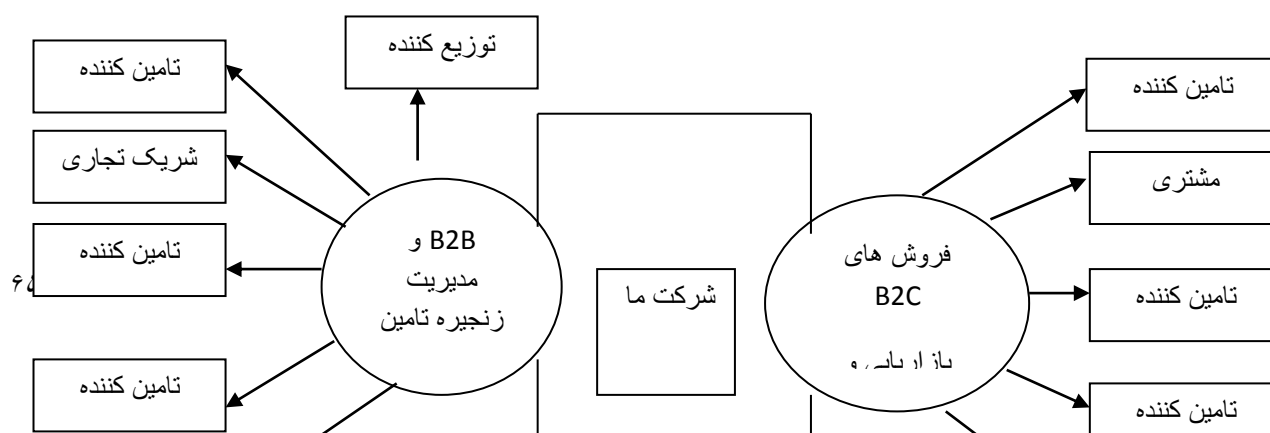 توزیع کننده
تامین کننده
تامین کننده
شریک تجاری
مشتری
تامین کننده
B2B و
مدیریت
زنجیره تامین
شرکت ما
فروش های
B2C
بازاریابی و
تامین کننده
تامین کننده
تامین کننده